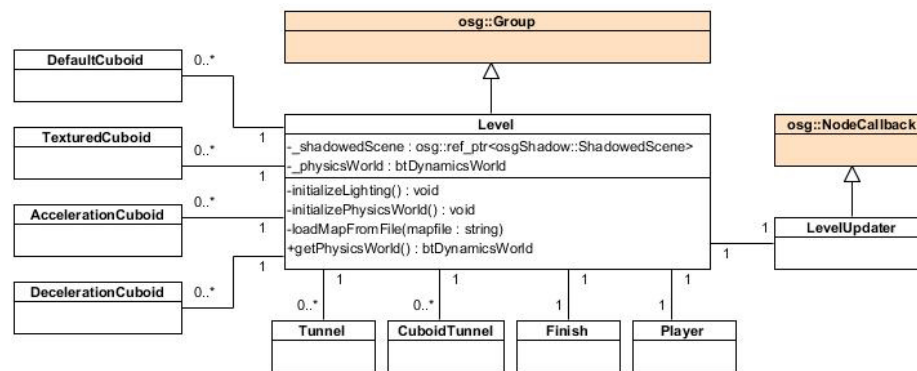 osg::Group
DefaultCuboid
0..*
1
TexturedCuboid
0..*
1
AccelerationCuboid
0..*
1
DecelerationCuboid
0..*
1
Level
-_shadowedScene : osg::ref_ptr<osgShadow::ShadowedScene>
-_physicsWorld : btDynamicsWorld
-initializeLighting() : void
-initializePhysicsWorld() : void
-loadMapFromFile(mapfile : string)
+getPhysicsWorld() : btDynamicsWorld
osg::NodeCallback
1
1
LevelUpdater
1
0..*
Tunnel
1
0..*
CuboidTunnel
1
1
Finish
1
1
Player